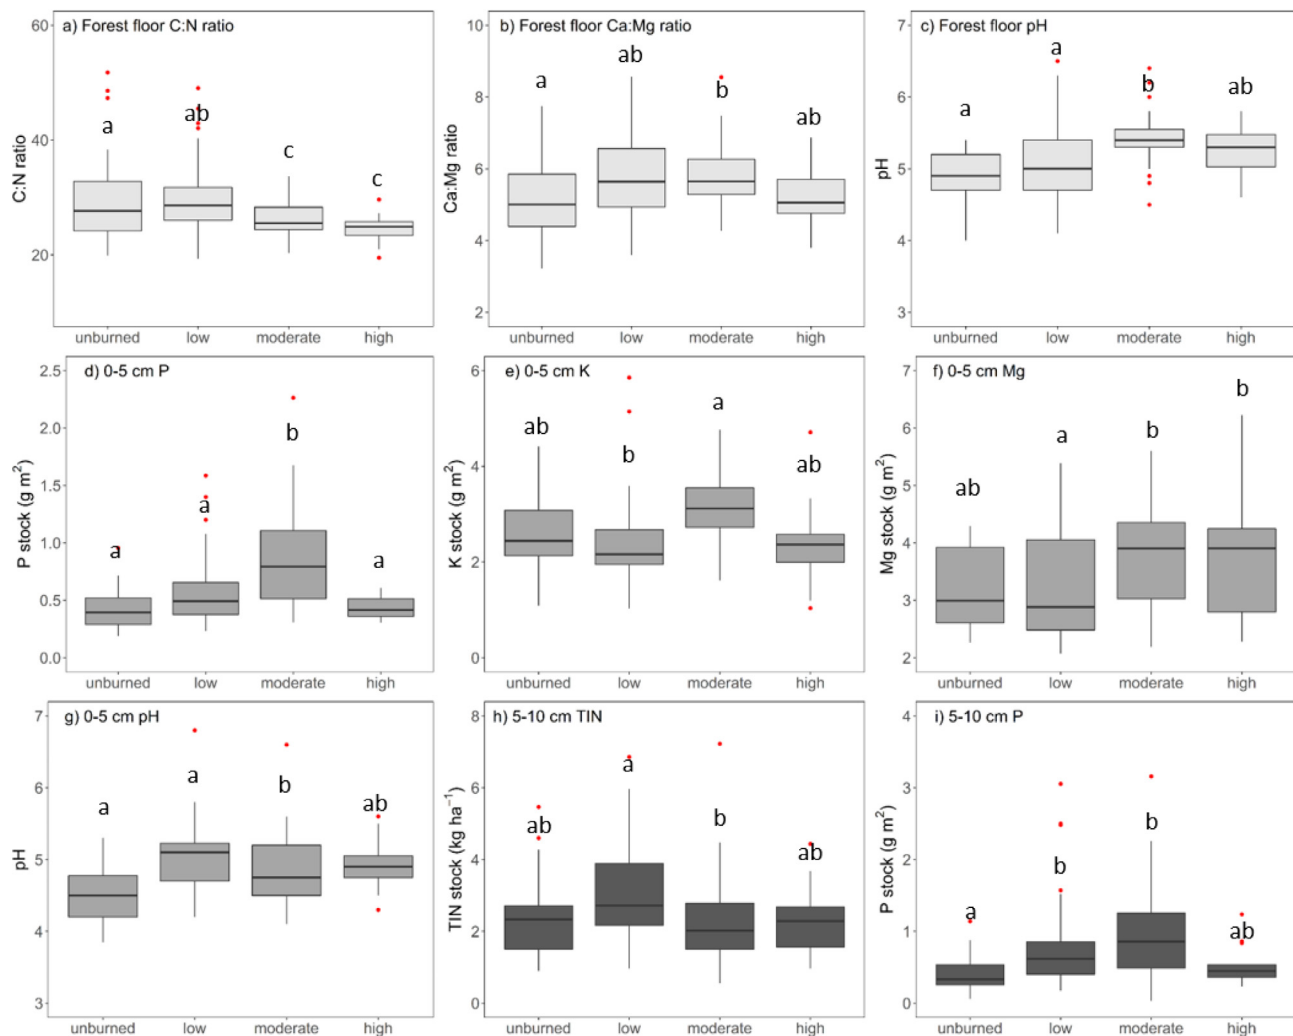 a) Forest floor C:N ratio
60
40
20
C:N ratio
a
ab
c
c
unburned low moderate high
b) Forest floor Ca:Mg ratio
10
8
6
4
2
Ca:Mg ratio
a
ab
b
ab
unburned low moderate high
c) Forest floor pH
7
6
5
4
3
pH
a
a
b
ab
unburned low moderate high
d) 0-5 cm P
2.5
2.0
1.5
1.0
0.5
0.0
P stock (g m²)
a
a
b
a
unburned low moderate high
e) 0-5 cm K
6
4
2
0
K stock (g m²)
ab
b
a
ab
unburned low moderate high
f) 0-5 cm Mg
7
6
5
4
3
2
Mg stock (g m²)
ab
a
b
b
unburned low moderate high
g) 0-5 cm pH
7
6
5
4
3
pH
a
a
b
ab
unburned low moderate high
h) 5-10 cm TIN
8
6
4
2
0
TIN stock (kg ha⁻¹)
ab
a
b
ab
unburned low moderate high
i) 5-10 cm P
4
3
2
1
0
P stock (g m²)
a
b
b
ab
unburned low moderate high